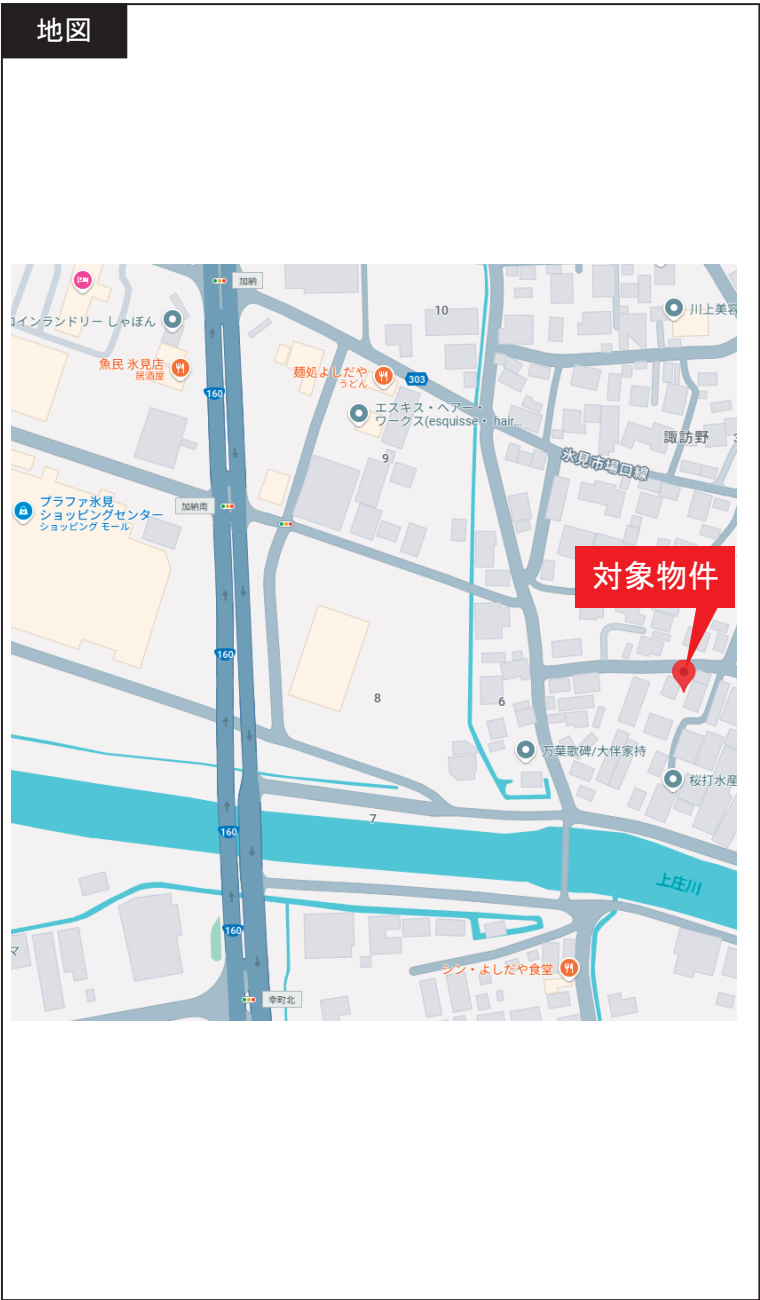 地図
加納
10
コインランドリー しゃぼん
川上美容
魚民 氷見店
居酒屋
160
麺処よしだや
うどん
303
エスキス・ヘアー・
ワークス(esquisse・ hair...
諏訪野
9
氷見市場口線
プラファ氷見
ショッピングセンター
ショッピング モール
加納南
対象物件
160
8
6
万葉歌碑/大伴家持
桜打水産
7
160
上庄川
160
マ
シン・よしだや食堂
幸町北